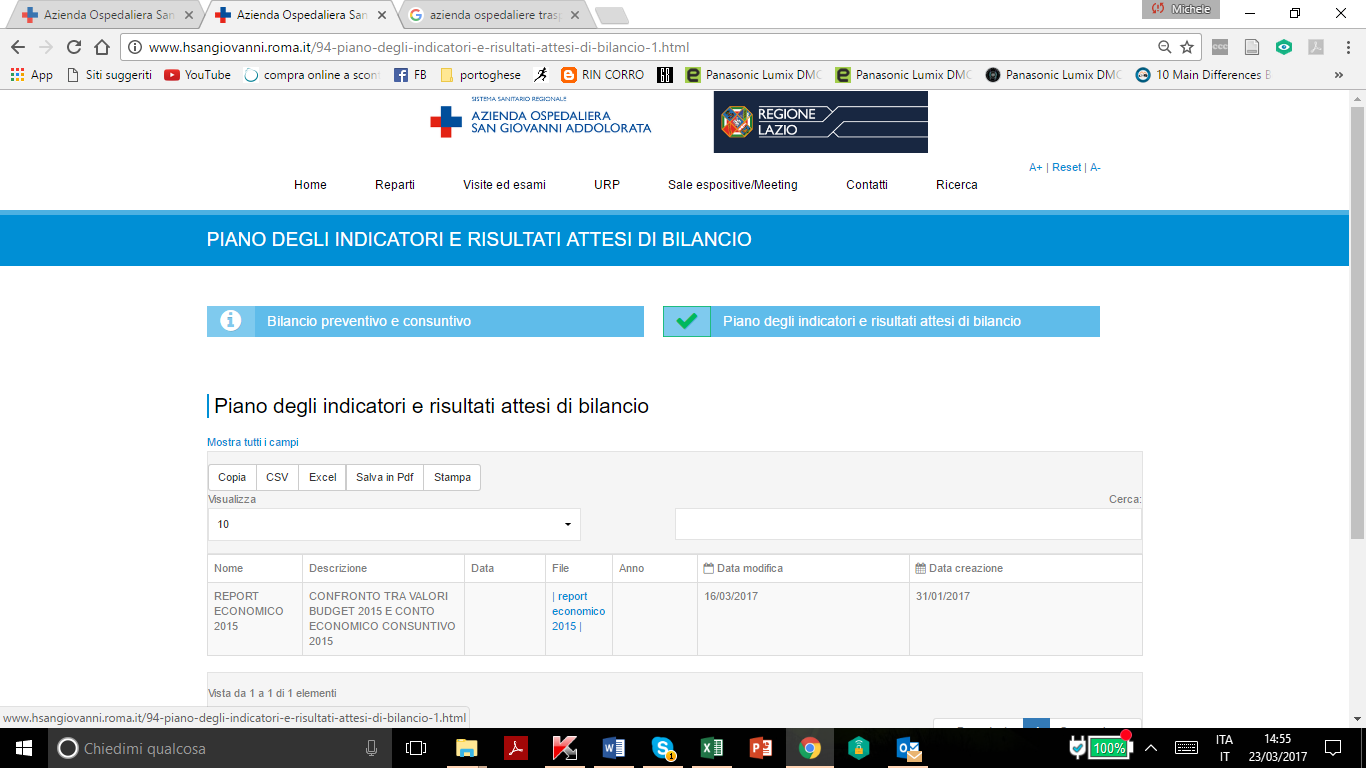 Azienda Ospedaliera San
Azienda Ospedaliera San
azienda ospedaliere trasp
Michele
www.hsangiovanni.roma.it/94-piano-degli-indicatori-e-risultati-attesi-di-bilancio-1.html
App
Siti suggeriti
YouTube
compra online a scont
FB
portoghese
RIN CORRO
Panasonic Lumix DMC
Panasonic Lumix DMC
Panasonic Lumix DMC
10 Main Differences B
SISTEMA SANITARIO REGIONALE
AZIENDA OSPEDALIERA
SAN GIOVANNI ADDOLORATA
REGIONE
LAZIO
A+ | Reset | A-
Home
Reparti
Visite ed esami
URP
Sale espositive/Meeting
Contatti
Ricerca
PIANO DEGLI INDICATORI E RISULTATI ATTESI DI BILANCIO
Bilancio preventivo e consuntivo
Piano degli indicatori e risultati attesi di bilancio
Piano degli indicatori e risultati attesi di bilancio
Mostra tutti i campi
Copia
CSV
Excel
Salva in Pdf
Stampa
Visualizza
Cerca:
10
Nome
Descrizione
Data
File
Anno
Data modifica
Data creazione
REPORT
ECONOMICO
2015
CONFRONTO TRA VALORI
BUDGET 2015 E CONTO
ECONOMICO CONSUNTIVO
2015
| report
economico
2015 |
16/03/2017
31/01/2017
Vista da 1 a 1 di 1 elementi
www.hsangiovanni.roma.it/94-piano-degli-indicatori-e-risultati-attesi-di-bilancio-1.html
Chiedimi qualcosa
100%
ITA
IT
14:55
23/03/2017